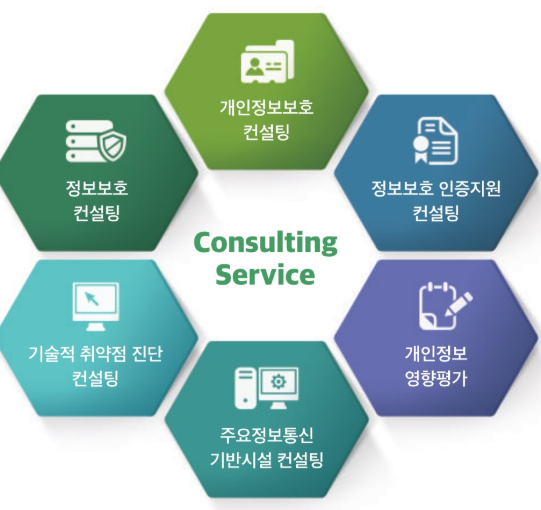 개인정보보호
컨설팅
정보보호
컨설팅
정보보호 인증지원
컨설팅
Consulting
Service
기술적 취약점 진단
컨설팅
개인정보
영향평가
주요정보통신
기반시설 컨설팅